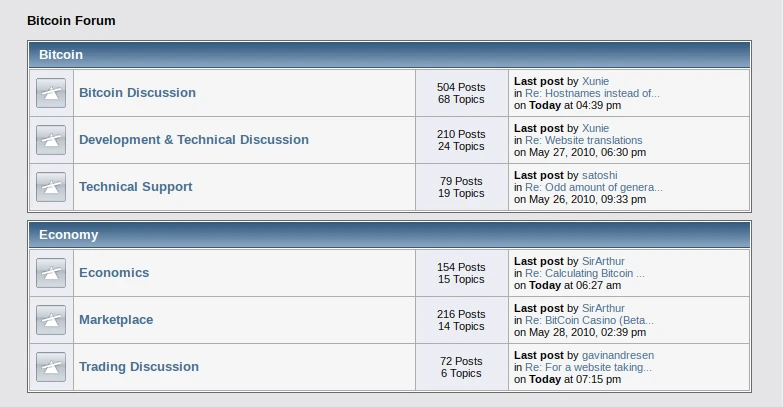 Bitcoin Forum
Bitcoin
Bitcoin Discussion
504 Posts
68 Topics
Last post by Xunie
in Re: Hostnames instead of...
on Today at 04:39 pm
Development & Technical Discussion
210 Posts
24 Topics
Last post by Xunie
in Re: Website translations
on May 27, 2010, 06:30 pm
Technical Support
79 Posts
19 Topics
Last post by satoshi
in Re: Odd amount of genera...
on May 26, 2010, 09:33 pm
Economy
Economics
154 Posts
15 Topics
Last post by SirArthur
in Re: Calculating Bitcoin ...
on Today at 06:27 am
Marketplace
216 Posts
14 Topics
Last post by SirArthur
in Re: BitCoin Casino (Beta...
on May 28, 2010, 02:39 pm
Trading Discussion
72 Posts
6 Topics
Last post by gavinandresen
in Re: For a website taking...
on Today at 07:15 pm